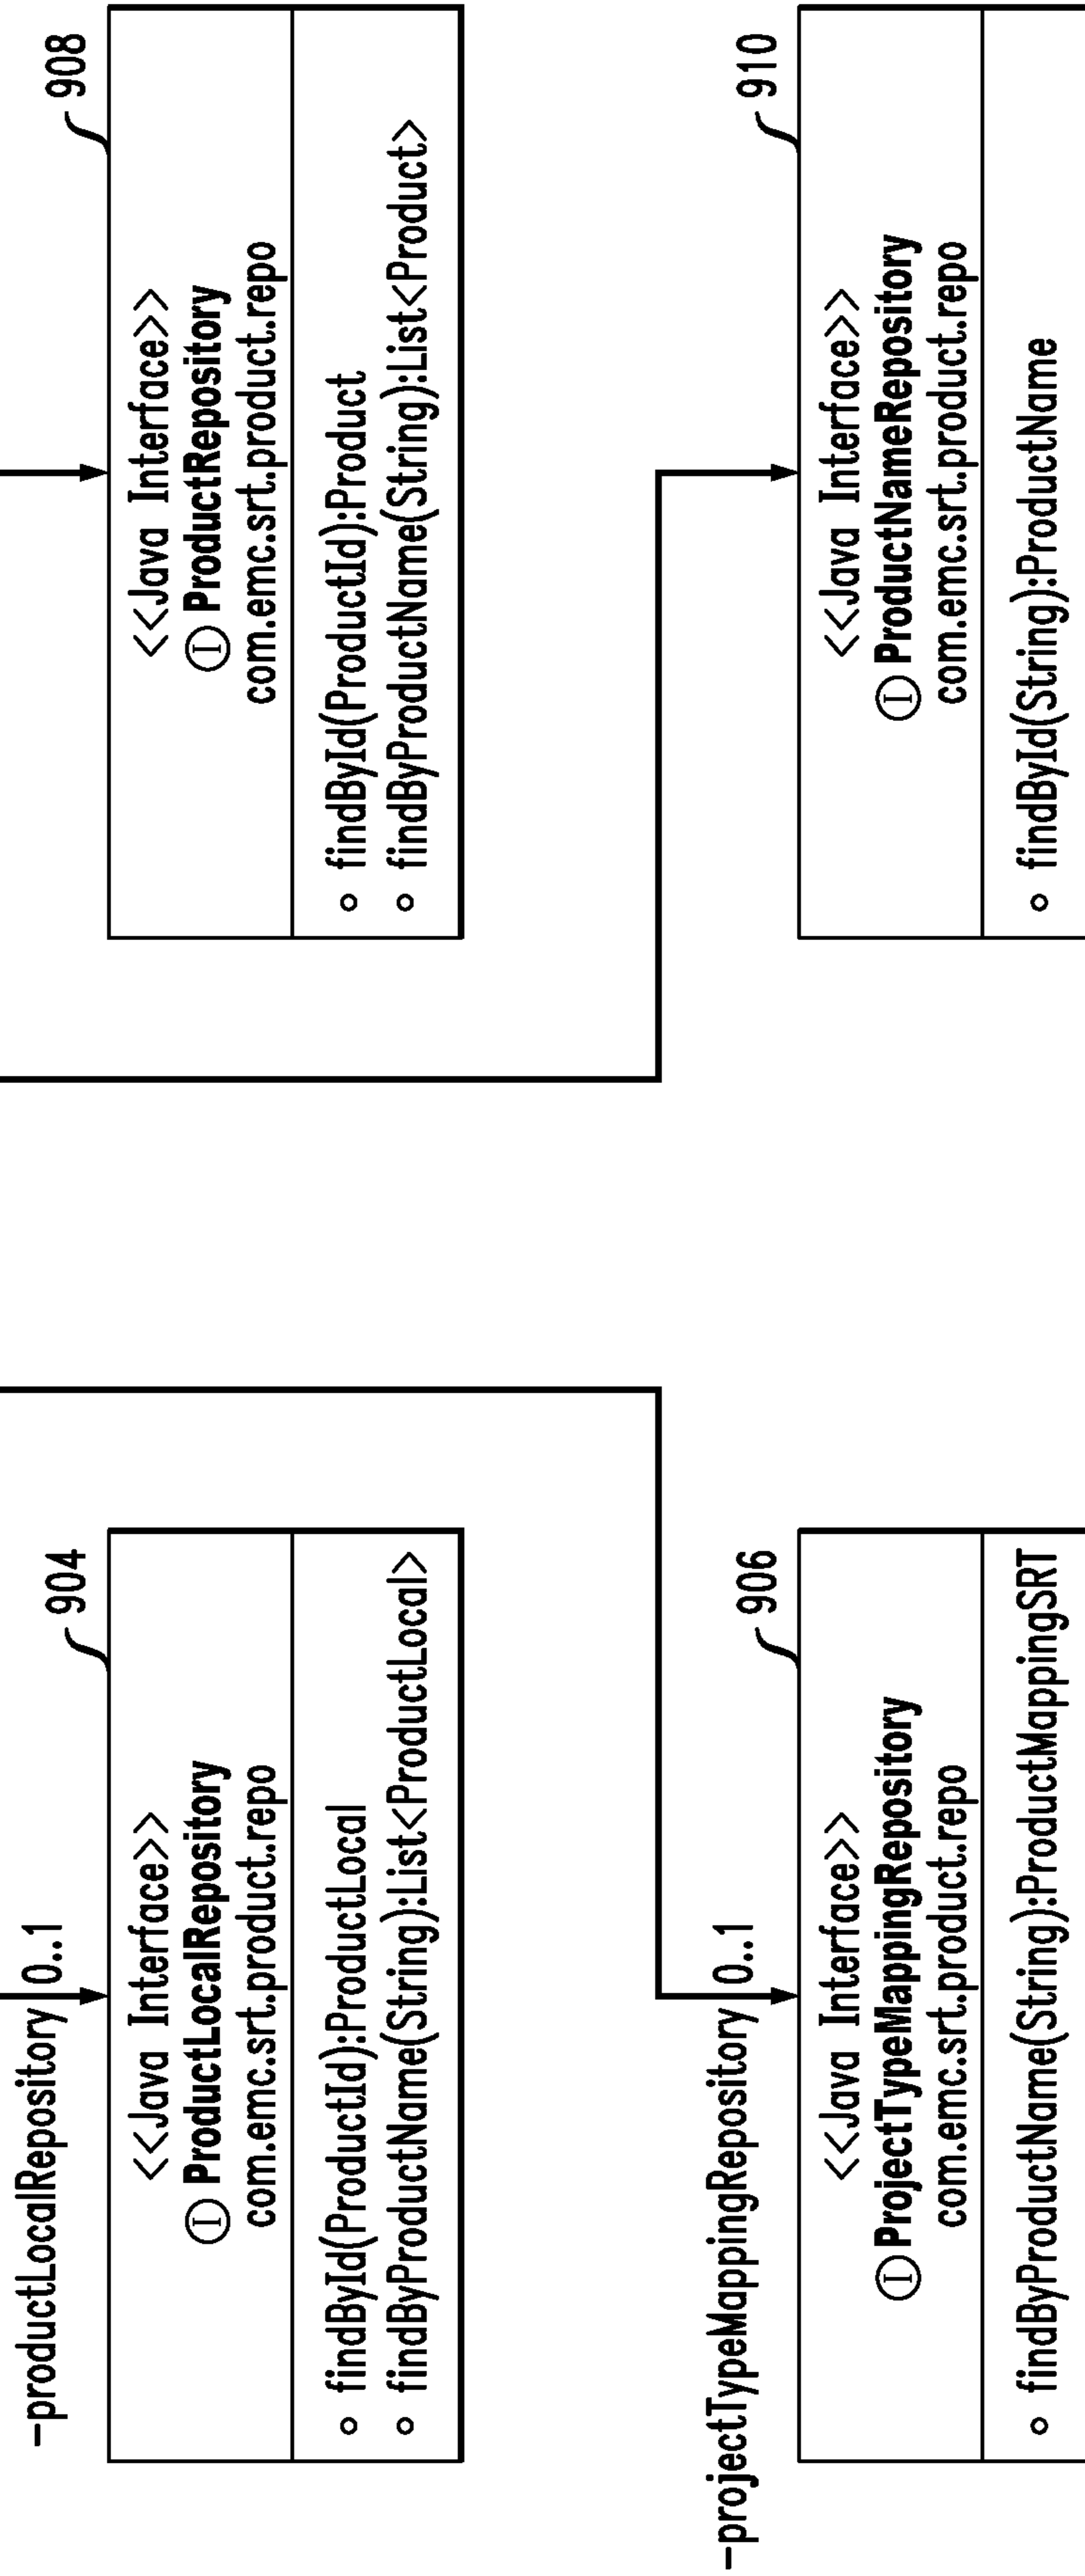 -productLocalRepository 0..1
904
<<Java Interface>>
Ⓘ ProductLocalRepository
com.emc.srt.product.repo
○ findById(ProductId):ProductLocal
○ findByProductName(String):List<ProductLocal>
908
<<Java Interface>>
Ⓘ ProductRepository
com.emc.srt.product.repo
○ findById(ProductId):Product
○ findByProductName(String):List<Product>
-projectTypeMappingRepository 0..1
906
<<Java Interface>>
Ⓘ ProjectTypeMappingRepository
com.emc.srt.product.repo
○ findByProductName(String):ProductMappingSRT
910
<<Java Interface>>
Ⓘ ProductNameRepository
com.emc.srt.product.repo
○ findById(String):ProductName